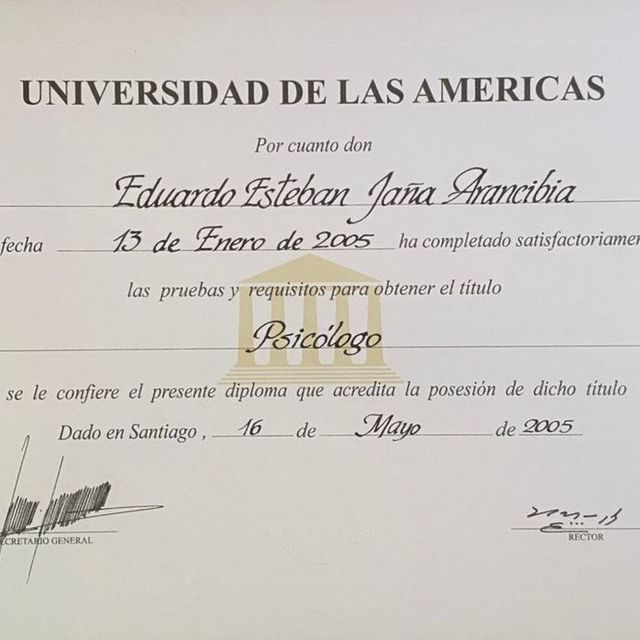 UNIVERSIDAD DE LAS AMERICAS
Por cuanto don
Eduardo Esteban Jaña Arancibia
fecha 13 de Enero de 2005 ha completado satisfactoriamen
las pruebas y requisitos para obtener el título
Psicólogo
se le confiere el presente diploma que acredita la posesión de dicho título
Dado en Santiago, 16 de Mayo de 2005
ECRETARIO GENERAL
RECTOR